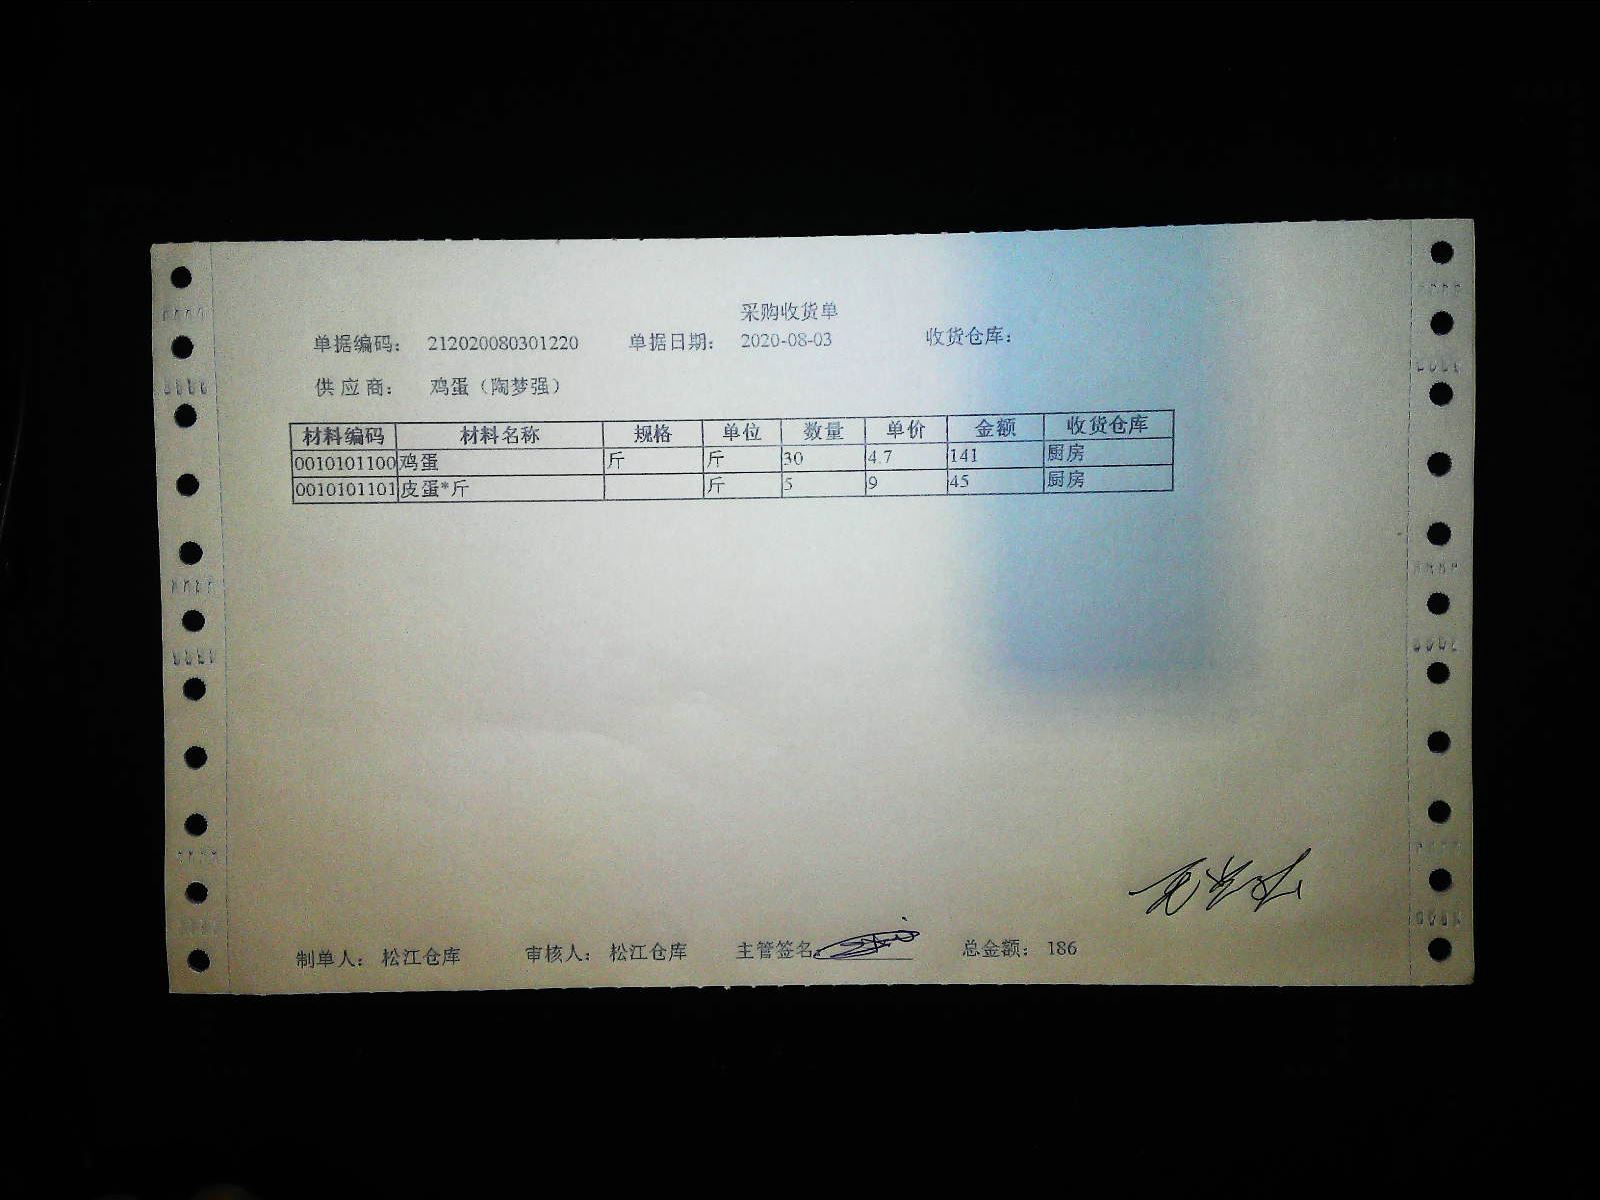 采购收货单
单据编码: 212020080301220 单据日期: 2020-08-03 收货仓库:
供应商: 鸡蛋(陶梦强)
材料编码 材料名称 规格 单位 数量 单价 金额 收货仓库
0010101100 鸡蛋 斤 斤 30 4.7 141 厨房
0010101101 皮蛋*斤 斤 5 9 45 厨房
制单人: 松江仓库 审核人: 松江仓库 主管签名: 总金额: 186